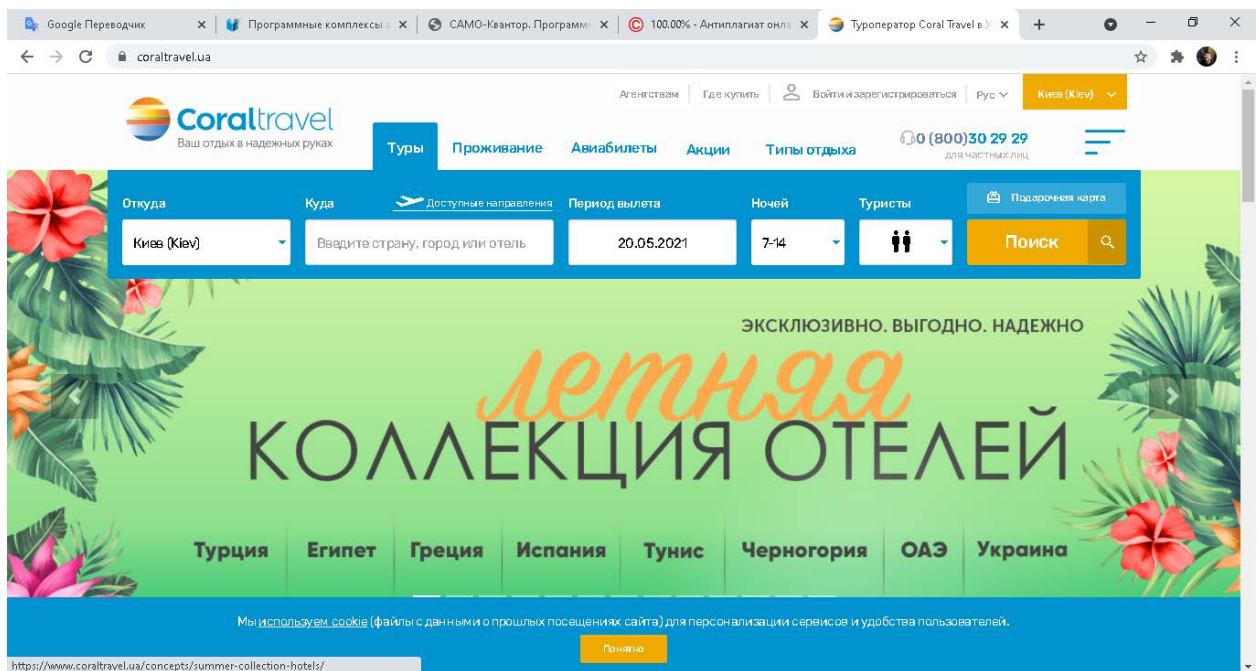 Google Переводчик
Программные комплексы а
САМО-Квантор. Программ
100.00% - Антиплагиат онла
Туроператор Coral Travel в У
coraltravel.ua
Агентствам Где купить Войти и зарегистрироваться Рус Киев (Kiev)
Coraltravel
Ваш отдых в надежных руках
Туры Проживание Авиабилеты Акции Типы отдыха
0 (800)30 29 29
для частных лиц
Откуда Куда Доступные направления Период вылета Ночей Туристы Подарочная карта
Киев (Kiev) Введите страну, город или отель 20.05.2021 7-14 Поиск
ЭКСКЛЮЗИВНО. ВЫГОДНО. НАДЕЖНО
летняя
КОЛЛЕКЦИЯ ОТЕЛЕЙ
Турция Египет Греция Испания Тунис Черногория ОАЭ Украина
Мы используем cookie (файлы с данными о прошлых посещениях сайта) для персонализации сервисов и удобства пользователей.
Понятно
https://www.coraltravel.ua/concepts/summer-collection-hotels/